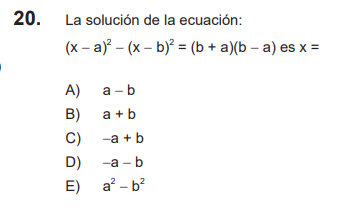 20. La solución de la ecuación:
(x – a)² – (x – b)² = (b + a)(b – a) es x =
A) a – b
B) a + b
C) –a + b
D) –a – b
E) a² – b²